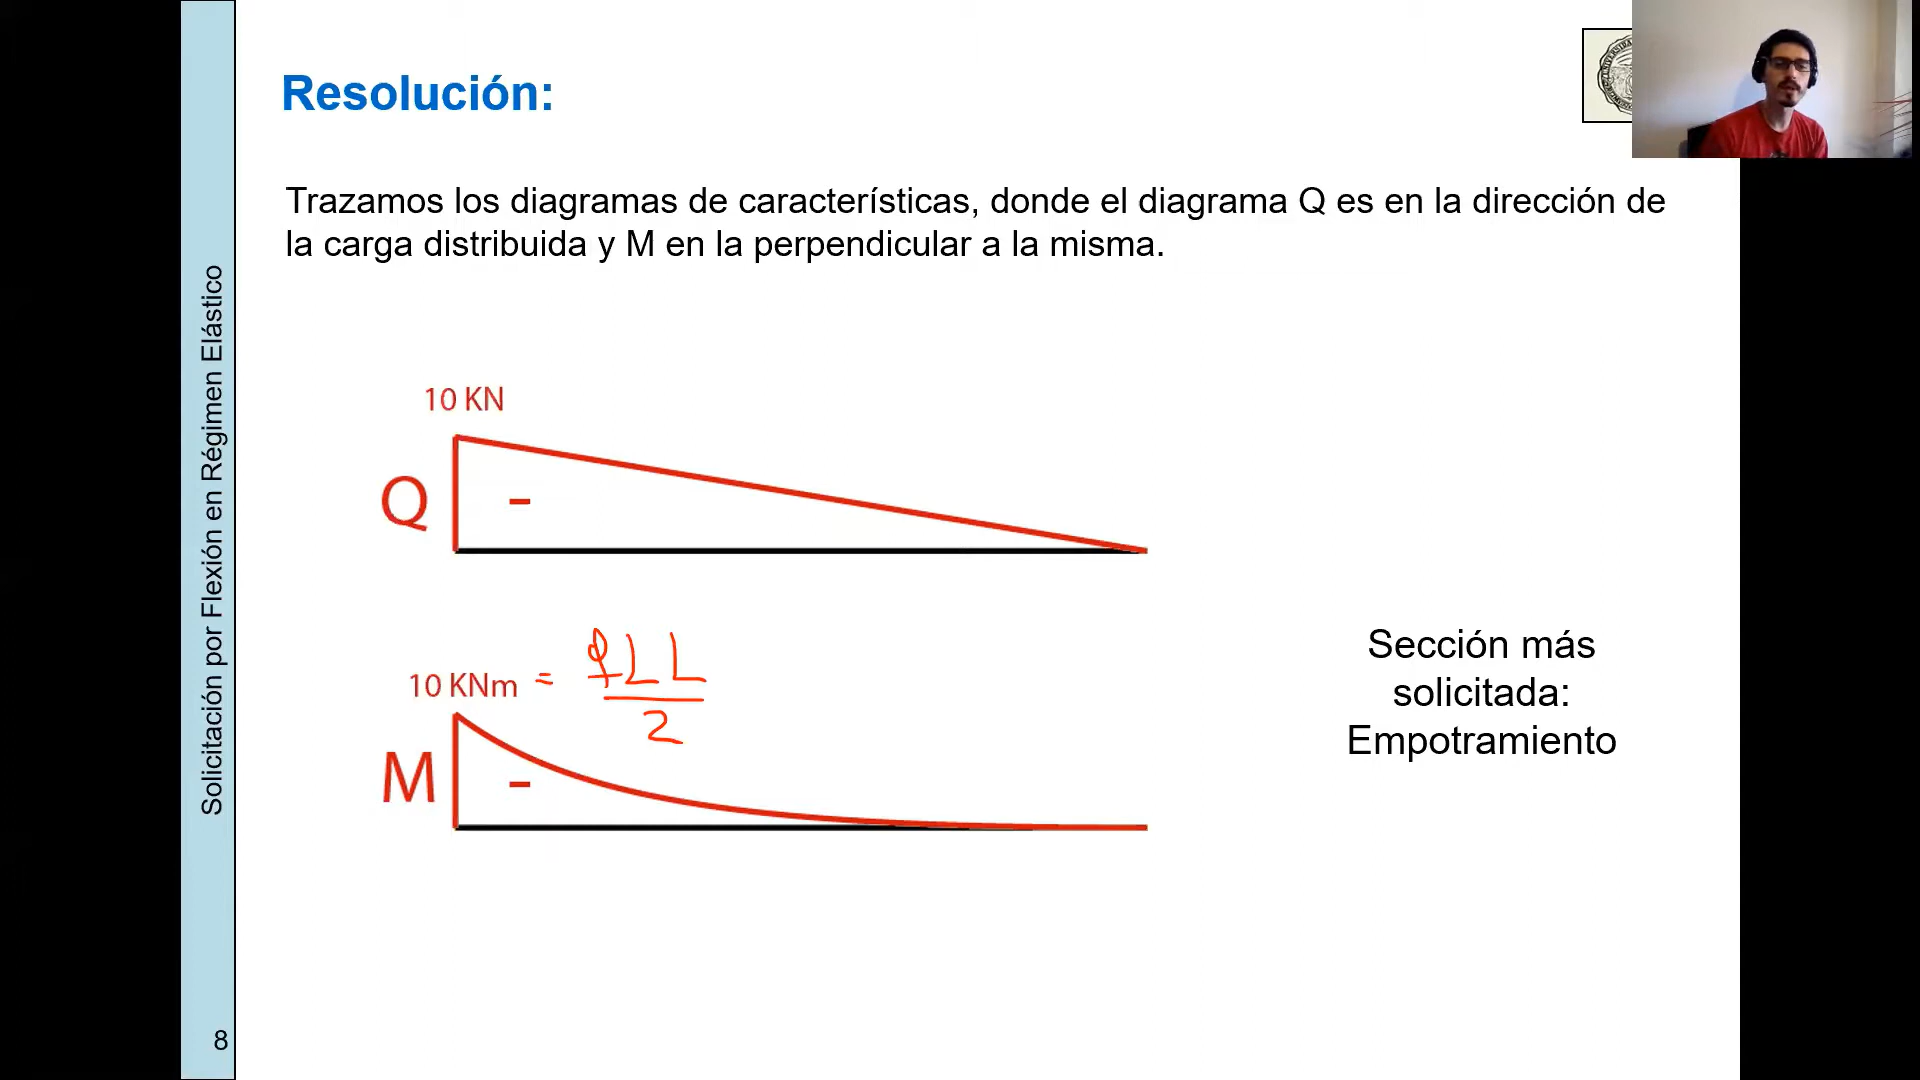 Resolución:
Trazamos los diagramas de características, donde el diagrama Q es en la dirección de
la carga distribuida y M en la perpendicular a la misma.
Solicitación por Flexión en Régimen Elástico
10 KN
Q
-
10 KNm = qLL
2
M
-
Sección más
solicitada:
Empotramiento
8